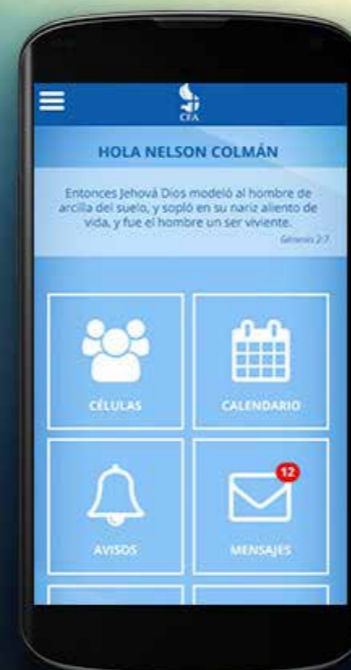 CFA
HOLA NELSON COLMÁN
Entonces Jehová Dios modeló al hombre de
arcilla del suelo, y sopló en su nariz aliento de
vida, y fue el hombre un ser viviente.
Génesis 2:7
CÉLULAS
CALENDARIO
AVISOS
12
MENSAJES